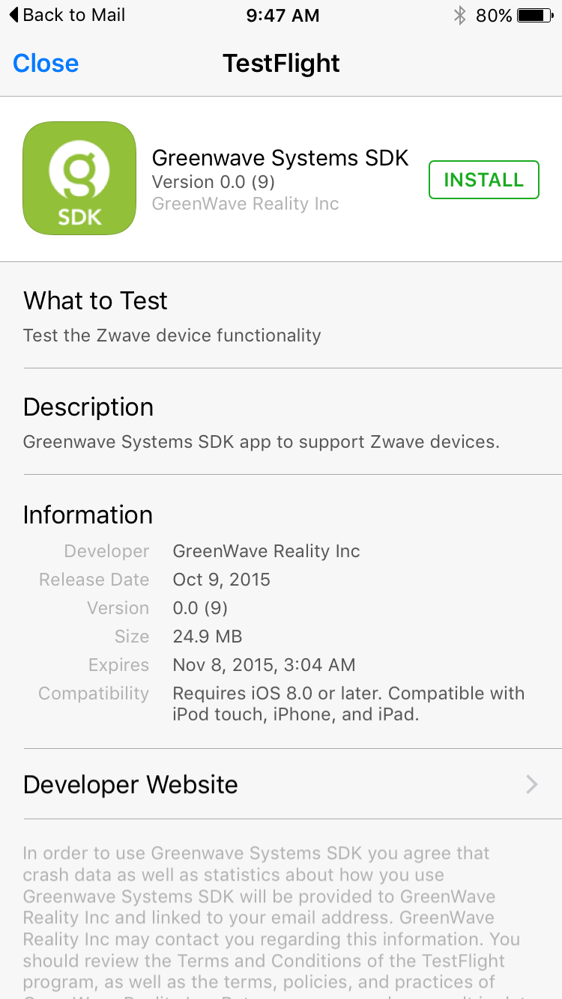 Back to Mail 9:47 AM 80%
Close TestFlight
g
SDK
Greenwave Systems SDK
Version 0.0 (9)
GreenWave Reality Inc
INSTALL
What to Test
Test the Zwave device functionality
Description
Greenwave Systems SDK app to support Zwave devices.
Information
Developer GreenWave Reality Inc
Release Date Oct 9, 2015
Version 0.0 (9)
Size 24.9 MB
Expires Nov 8, 2015, 3:04 AM
Compatibility Requires iOS 8.0 or later. Compatible with
iPod touch, iPhone, and iPad.
Developer Website
In order to use Greenwave Systems SDK you agree that
crash data as well as statistics about how you use
Greenwave Systems SDK will be provided to GreenWave
Reality Inc and linked to your email address. GreenWave
Reality Inc may contact you regarding this information. You
should review the Terms and Conditions of the TestFlight
program, as well as the terms, policies, and practices of